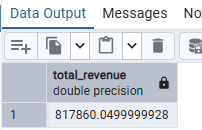 Data Output Messages No
total_revenue
double precision
1 817860.0499999928